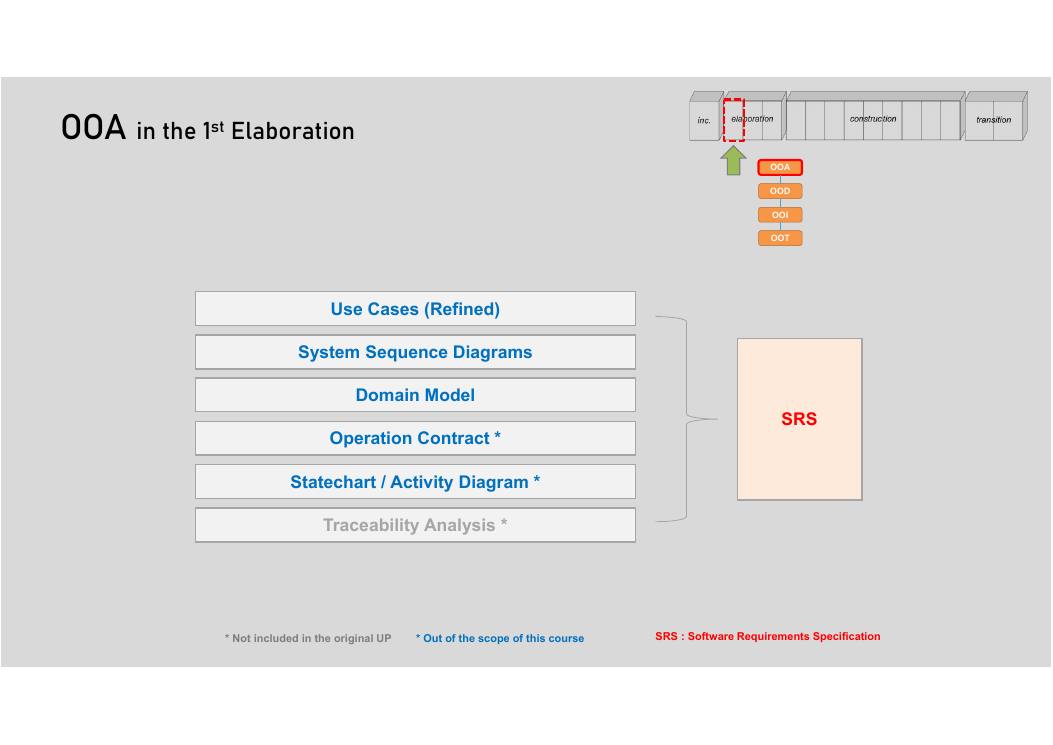 OOA in the 1st Elaboration
inc.
elaboration
construction
transition
OOA
OOD
OOI
OOT
Use Cases (Refined)
System Sequence Diagrams
Domain Model
Operation Contract *
Statechart / Activity Diagram *
Traceability Analysis *
SRS
* Not included in the original UP
* Out of the scope of this course
SRS : Software Requirements Specification